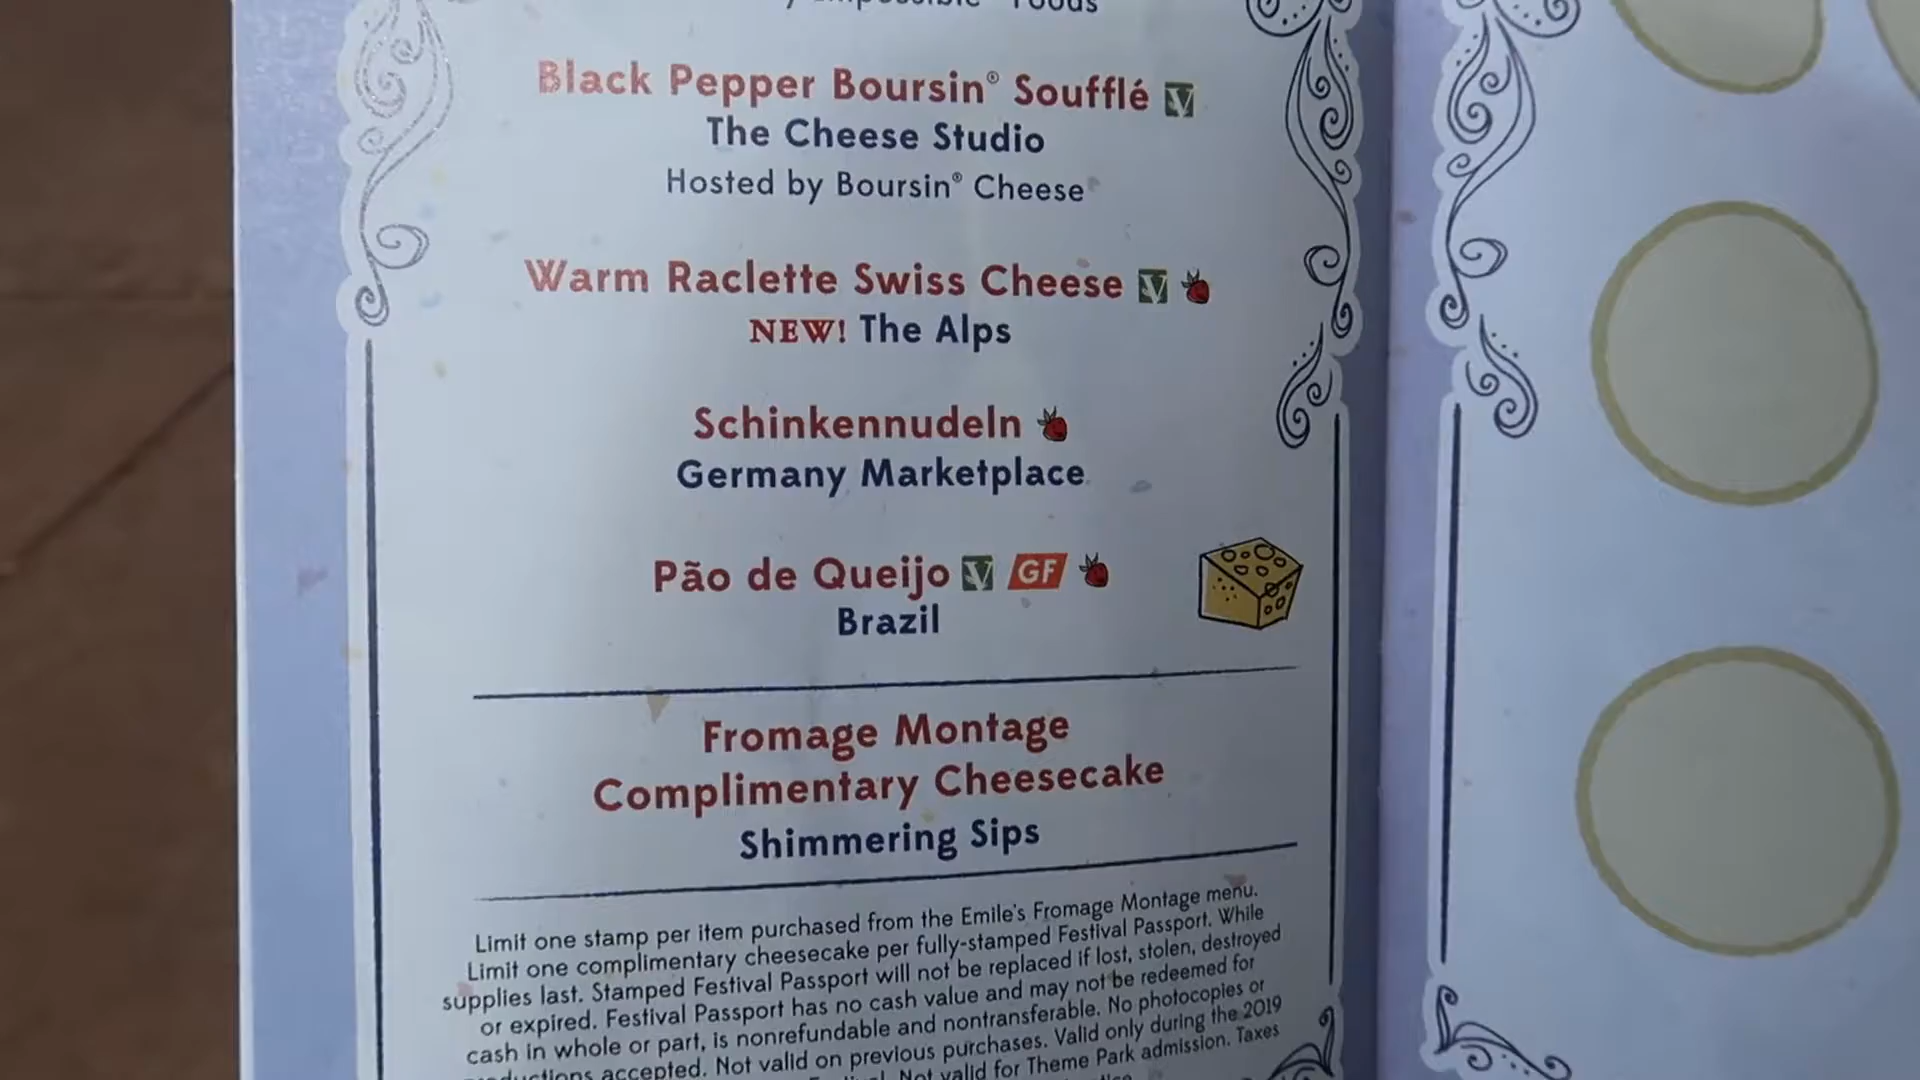 Foods
Black Pepper Boursin® Soufflé V
The Cheese Studio
Hosted by Boursin® Cheese
Warm Raclette Swiss Cheese V
NEW! The Alps
Schinkennudeln
Germany Marketplace
Pão de Queijo V GF
Brazil
Fromage Montage
Complimentary Cheesecake
Shimmering Sips
Limit one stamp per item purchased from the Emile's Fromage Montage menu.
Limit one complimentary cheesecake per fully-stamped Festival Passport. While
supplies last. Stamped Festival Passport will not be replaced if lost, stolen, destroyed
or expired. Festival Passport has no cash value and may not be redeemed for
cash in whole or part, is nonrefundable and nontransferable. No photocopies or
accepted. Not valid on previous purchases. Valid only during the 2019
Not valid for Theme Park admission. Taxes